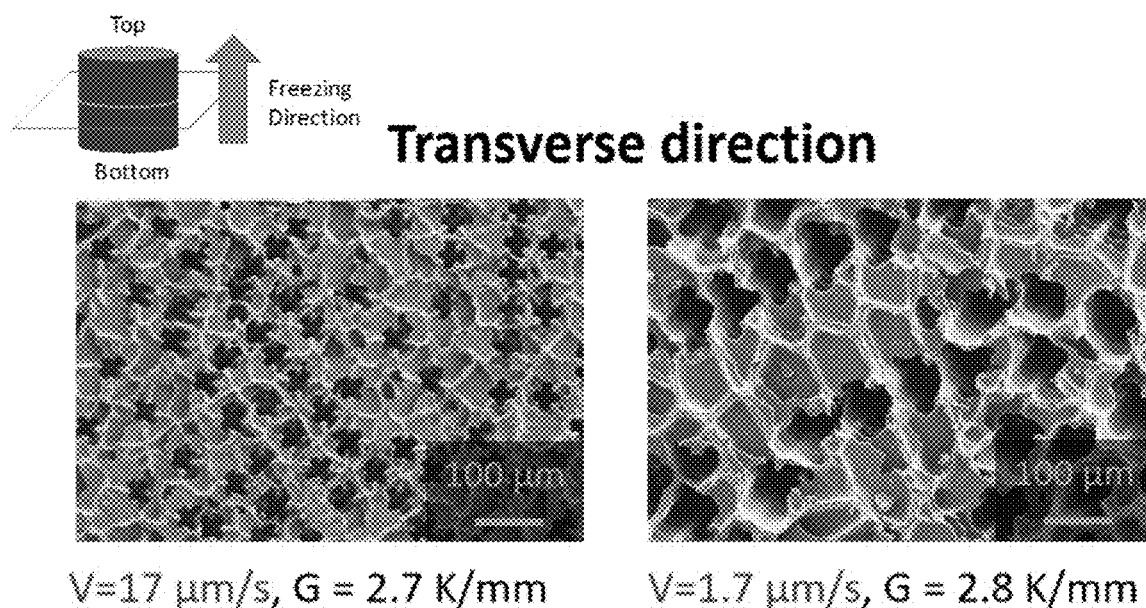 Top
Freezing
Direction
Bottom
Transverse direction
100 μm
100 μm
V=17 μm/s, G = 2.7 K/mm
V=1.7 μm/s, G = 2.8 K/mm